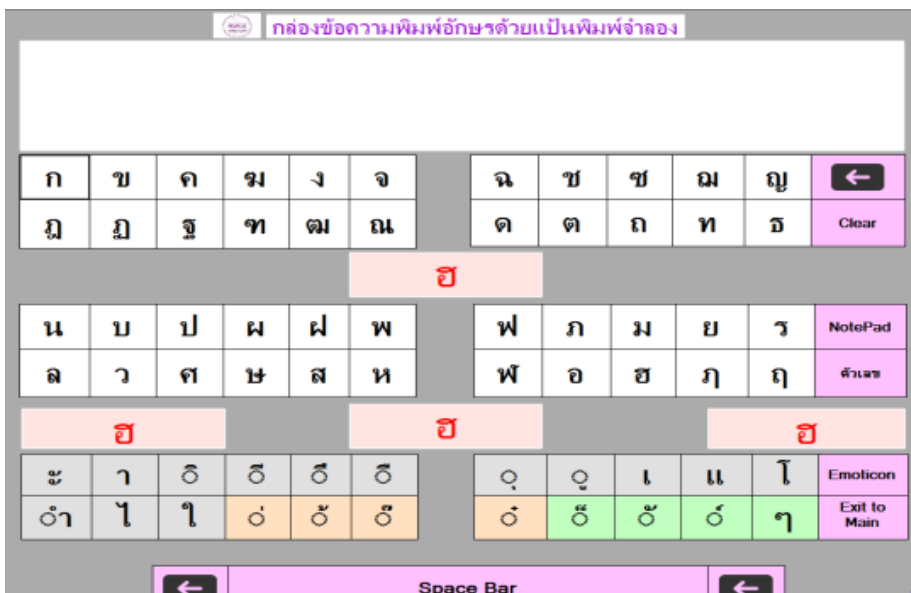 กล่องข้อความพิมพ์อักษรด้วยแป้นพิมพ์จำลอง
ก ข ค ฆ ง จ ฉ ช ซ ฌ ญ ←
ฎ ฏ ฐ ฑ ฒ ณ ด ต ถ ท ธ Clear
ฮ
น บ ป ผ ฝ พ ฟ ภ ม ย ร NotePad
ล ว ศ ษ ส ห ฬ อ ฮ ฦ ฤ ตัวเลข
ฮ ฮ ฮ
ะ า ิ ี ึ ื ุ ู เ แ โ Emoticon
ำ ไ ใ ่ ้ ๊ ๋ ็ ั ์ ๆ Exit to Main
← Space Bar ←